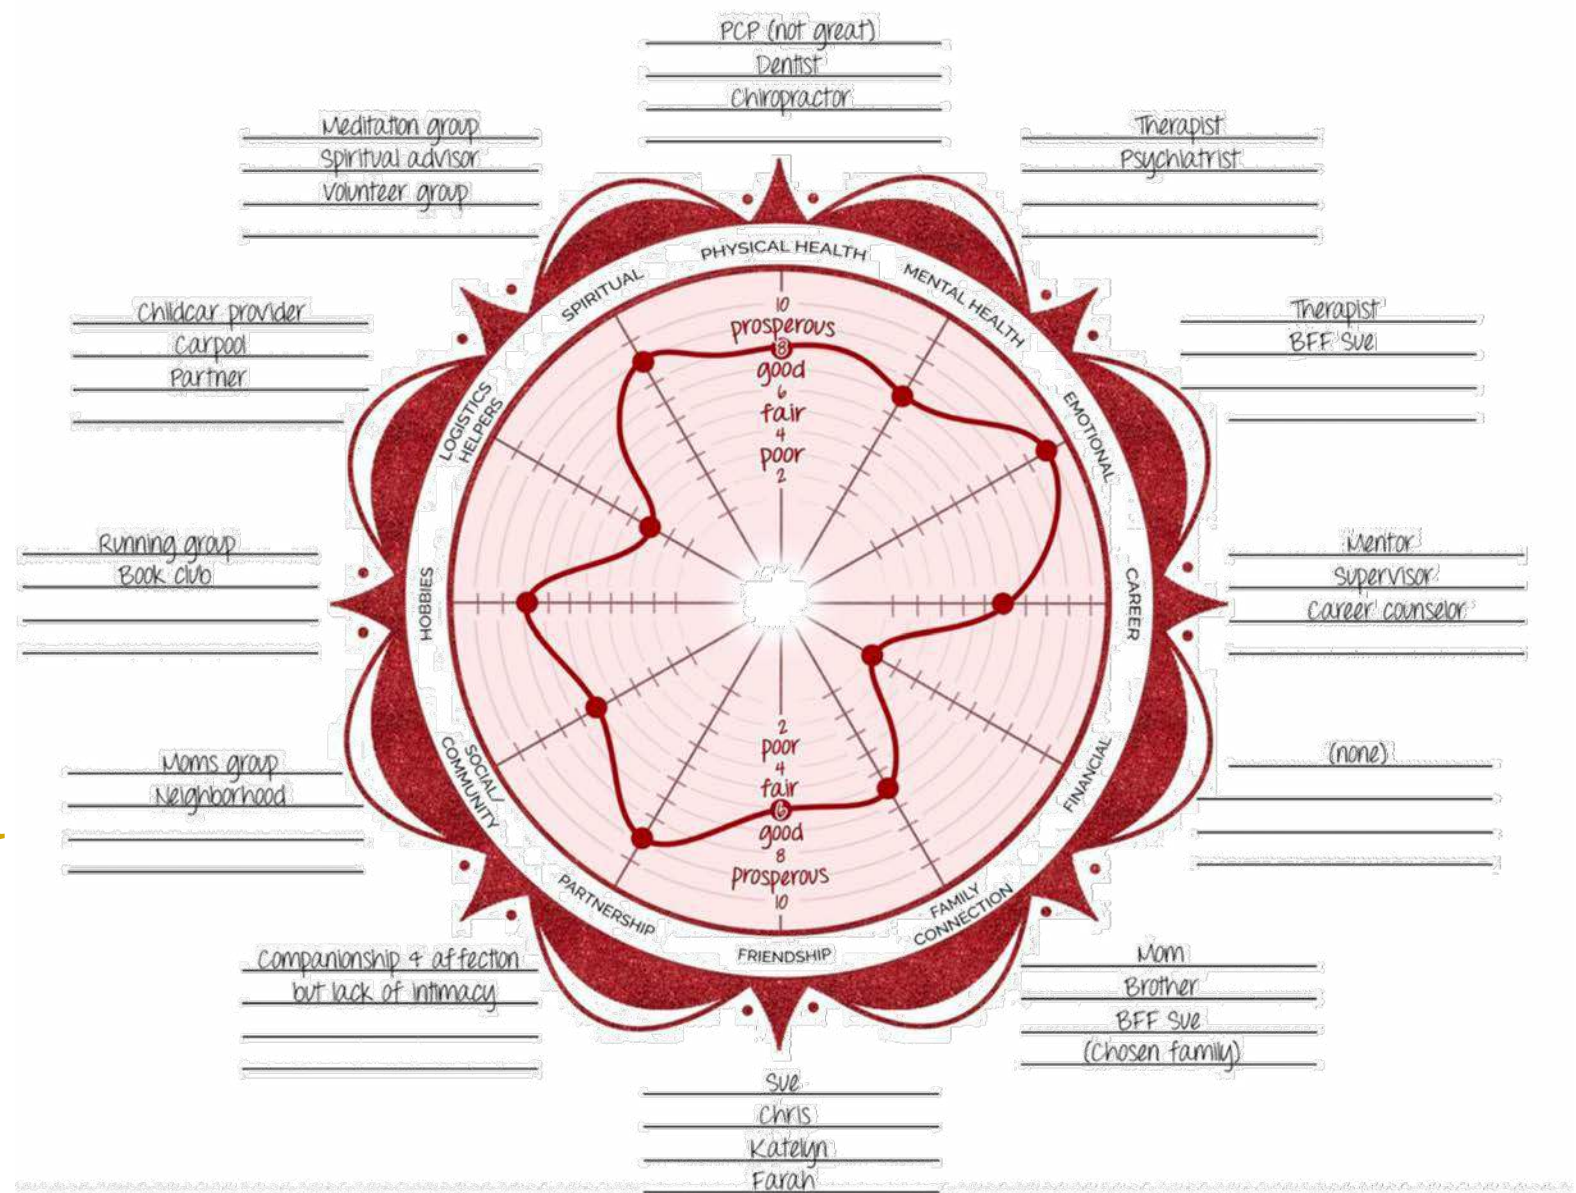 PCP (not great)
Dentist
Chiropractor
Meditation group
Spiritual advisor
Volunteer group
Therapist
Psychiatrist
Childcar provider
Carpool
Partner
Therapist
BFF Sue
Running group
Book club
Mentor
Supervisor
Career counselor
Moms group
Neighborhood
(none)
Companionship & affection
but lack of intimacy
Mom
Brother
BFF Sue
(Chosen family)
Sue
Chris
Katelyn
Farah
PHYSICAL HEALTH
MENTAL HEALTH
EMOTIONAL
CAREER
FINANCIAL
FAMILY
CONNECTION
FRIENDSHIP
PARTNERSHIP
SOCIAL/
COMMUNITY
HOBBIES
LOGISTICS
HELPERS
SPIRITUAL
10
prosperous
8
good
6
fair
4
poor
2
2
poor
4
fair
6
good
8
prosperous
10